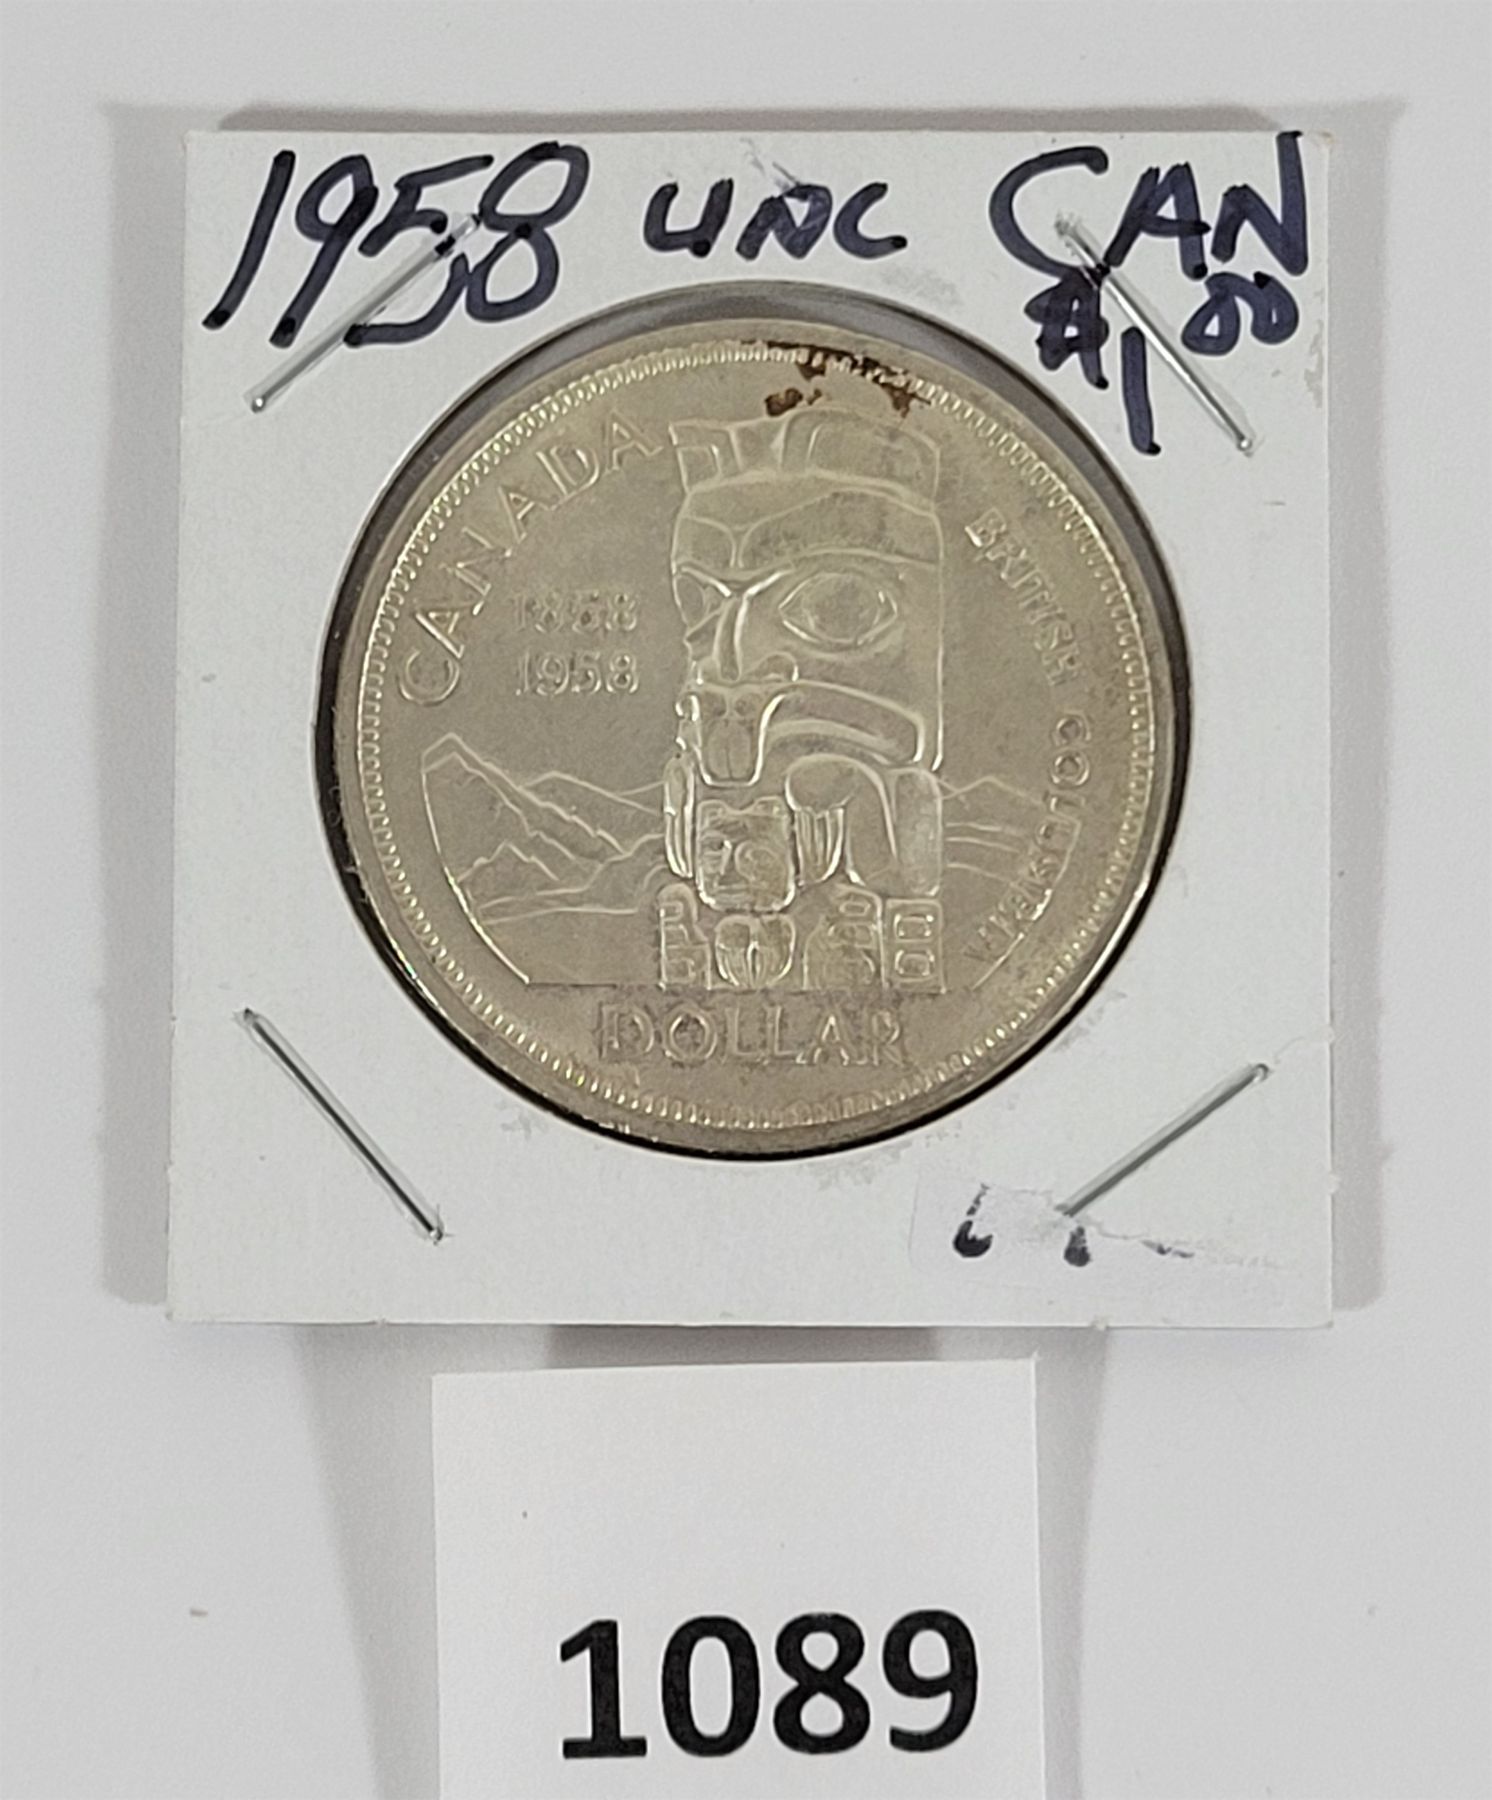 1958 UNC CAN
$1.00
CANADA
1858
1958
BRITISH COLUMBIA
DOLLAR
1089